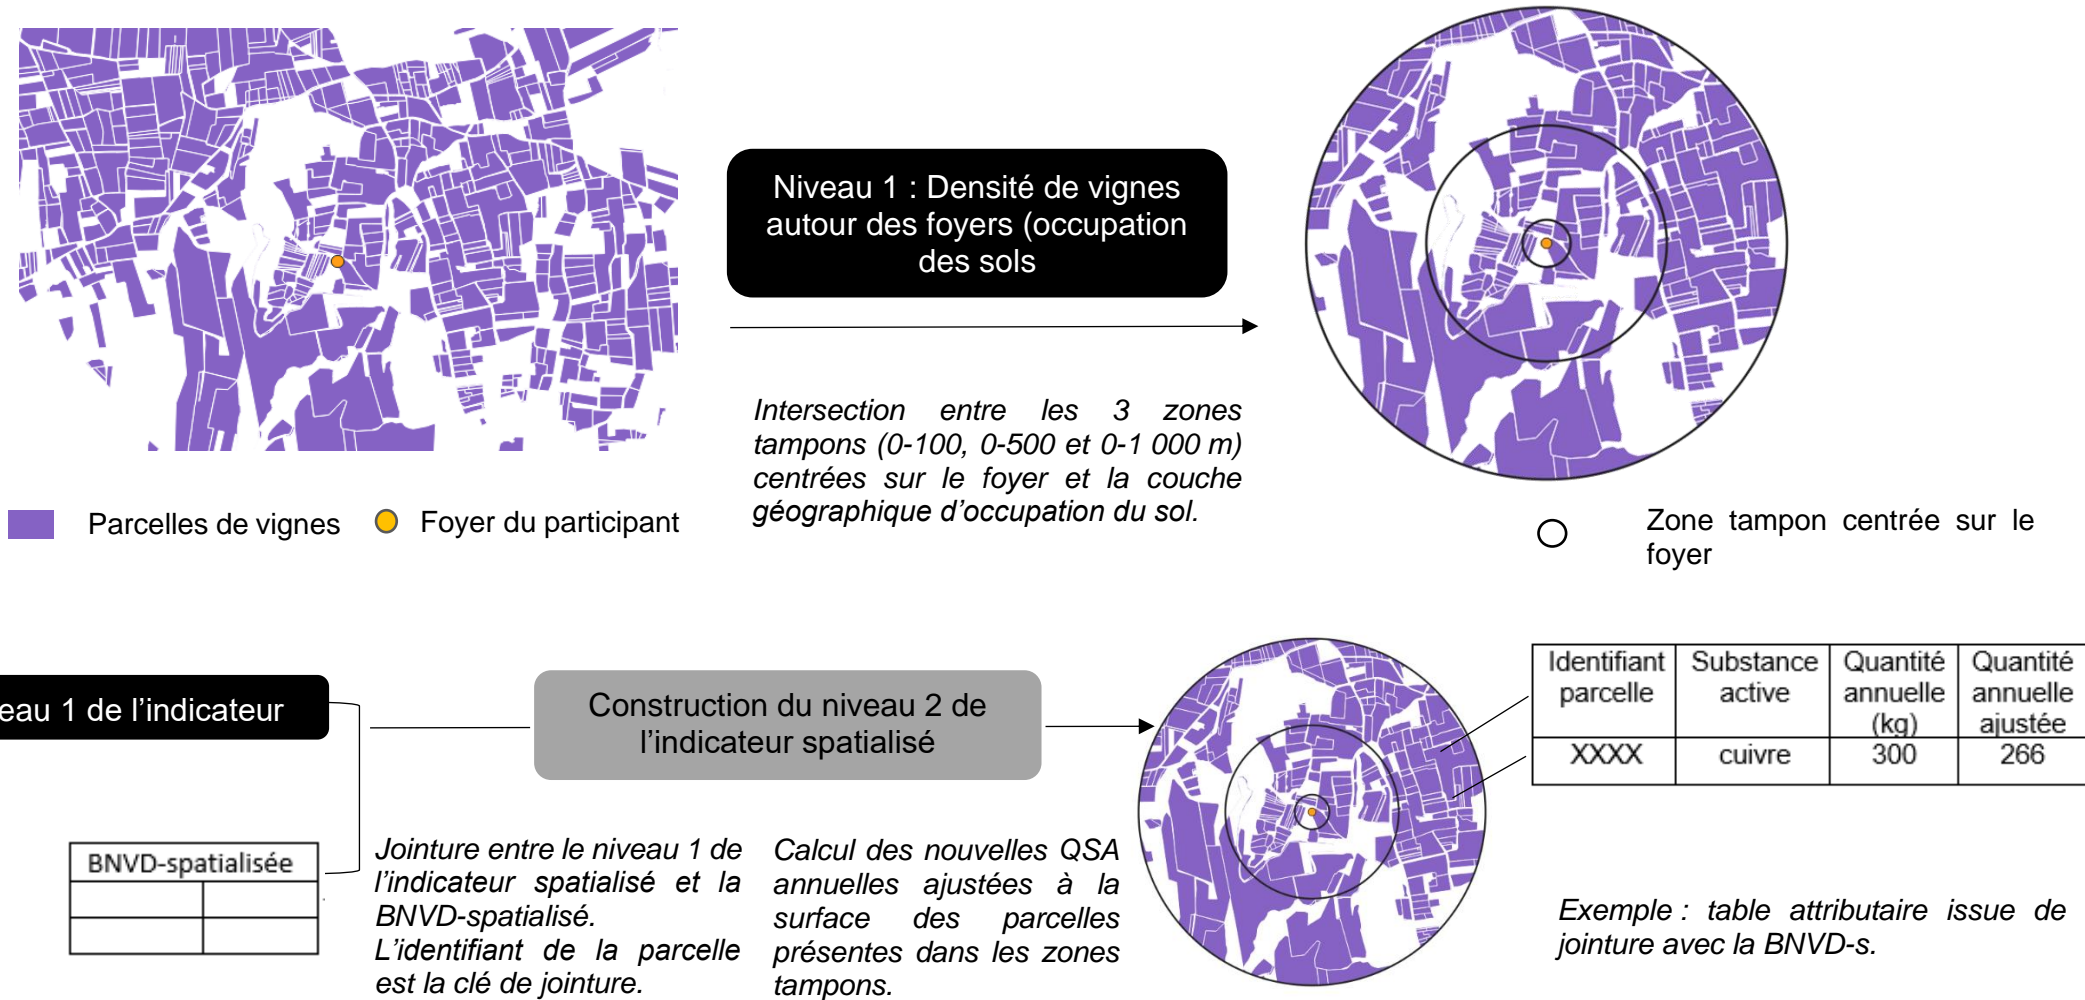 Niveau 1 : Densité de vignes
autour des foyers (occupation
des sols
Intersection entre les 3 zones
tampons (0-100, 0-500 et 0-1 000 m)
centrées sur le foyer et la couche
géographique d’occupation du sol.
Parcelles de vignes
Foyer du participant
Zone tampon centrée sur le
foyer
eau 1 de l’indicateur
Construction du niveau 2 de
l’indicateur spatialisé
BNVD-spatialisée
Jointure entre le niveau 1 de
l’indicateur spatialisé et la
BNVD-spatialisé.
L’identifiant de la parcelle
est la clé de jointure.
Calcul des nouvelles QSA
annuelles ajustées à la
surface des parcelles
présentes dans les zones
tampons.
Identifiant parcelle | Substance active | Quantité annuelle (kg) | Quantité annuelle ajustée
XXXX | cuivre | 300 | 266
Exemple : table attributaire issue de
jointure avec la BNVD-s.